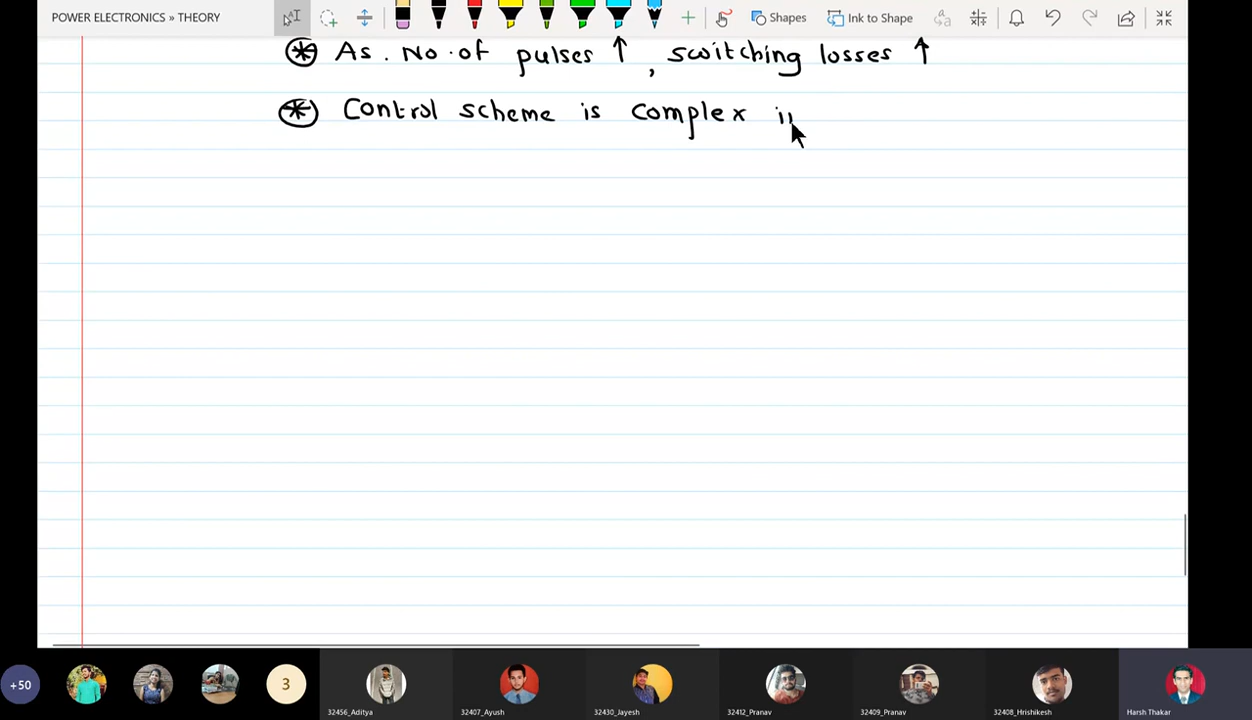 POWER ELECTRONICS » THEORY
Shapes
Ink to Shape
⊛ As. No. of pulses ↑, switching losses ↑
⊛ Control scheme is complex
+50
3
32456_Aditya
32407_Ayush
32430_Jayesh
32412_Pranav
32409_Pranav
32408_Hrishikesh
Harsh Thakar